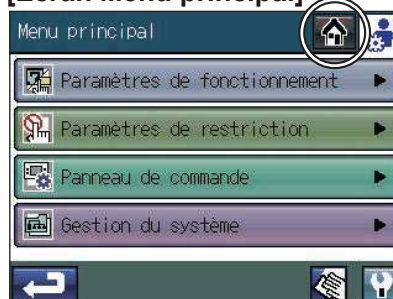 [Écran Menu principal]
Menu principal
Paramètres de fonctionnement
Paramètres de restriction
Panneau de commande
Gestion du système